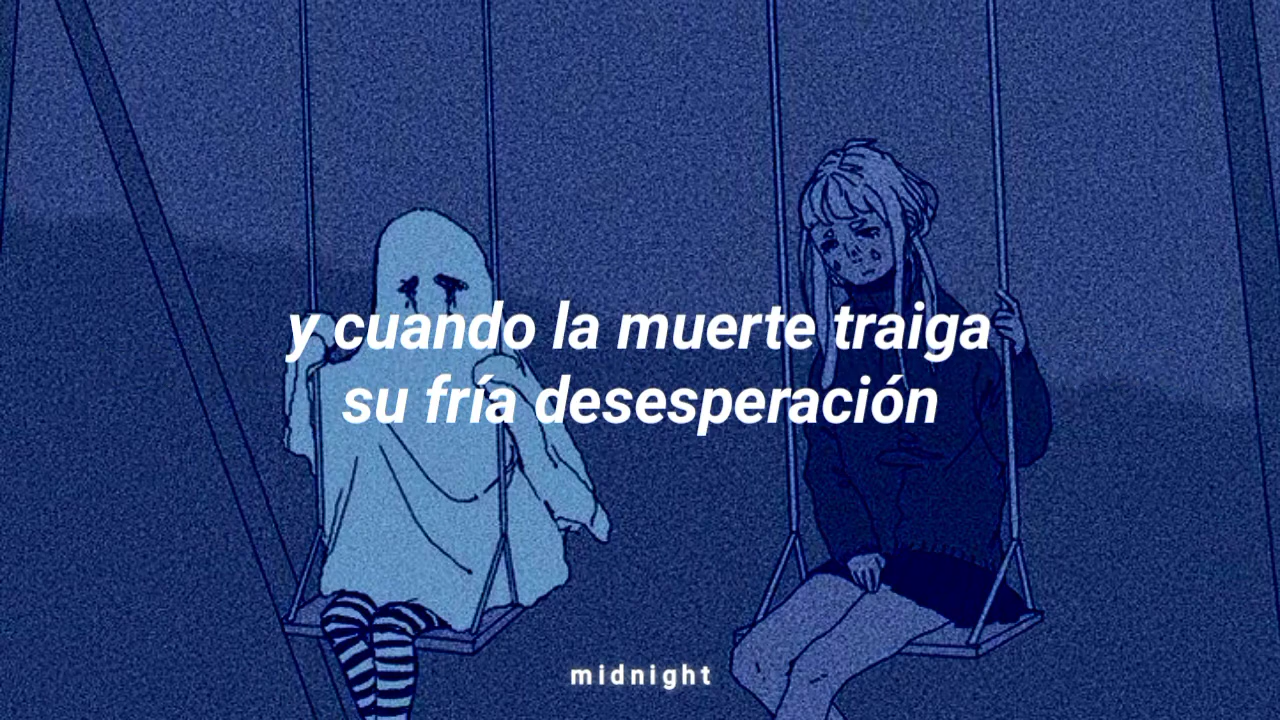 y cuando la muerte traiga
su fría desesperación
midnight